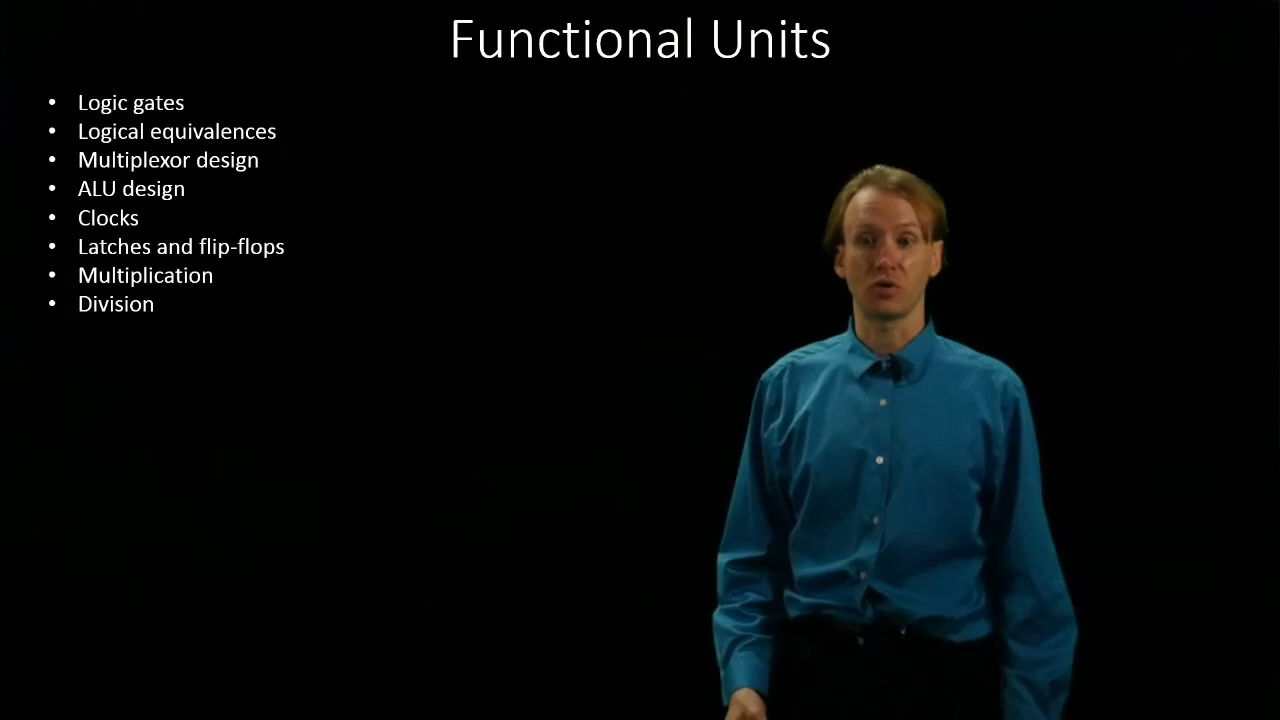 Functional Units
• Logic gates
• Logical equivalences
• Multiplexor design
• ALU design
• Clocks
• Latches and flip-flops
• Multiplication
• Division